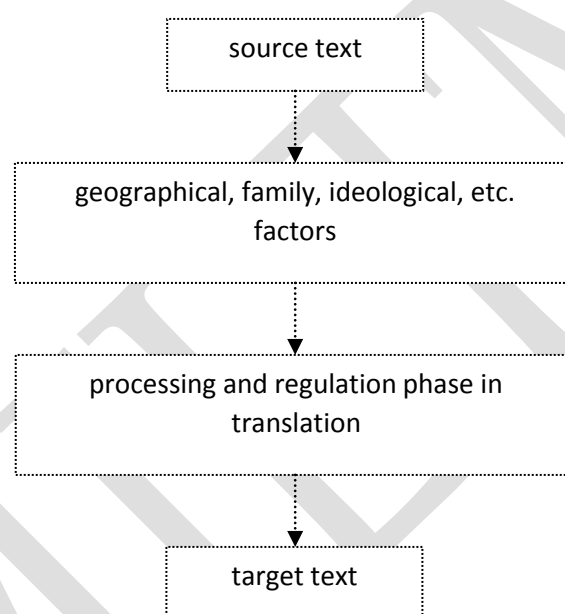 source text
geographical, family, ideological, etc.
factors
processing and regulation phase in
translation
target text